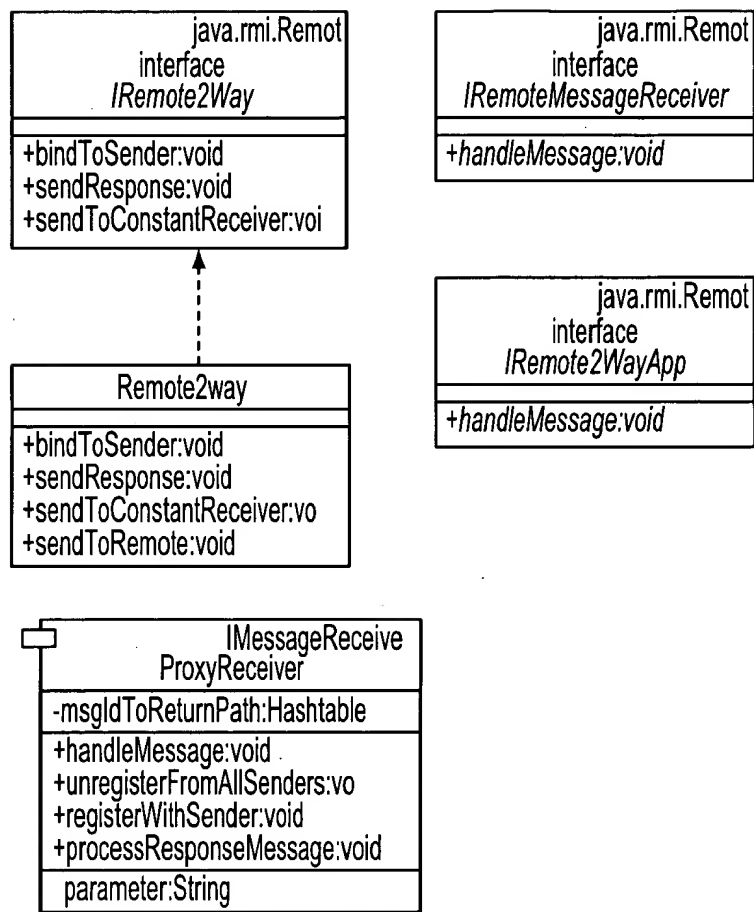 java.rmi.Remot
interface
IRemote2Way
+bindToSender:void
+sendResponse:void
+sendToConstantReceiver:voi
java.rmi.Remot
interface
IRemoteMessageReceiver
+handleMessage:void
java.rmi.Remot
interface
IRemote2WayApp
+handleMessage:void
Remote2way
+bindToSender:void
+sendResponse:void
+sendToConstantReceiver:vo
+sendToRemote:void
IMessageReceive
ProxyReceiver
-msgIdToReturnPath:Hashtable
+handleMessage:void
+unregisterFromAllSenders:vo
+registerWithSender:void
+processResponseMessage:void
parameter:String